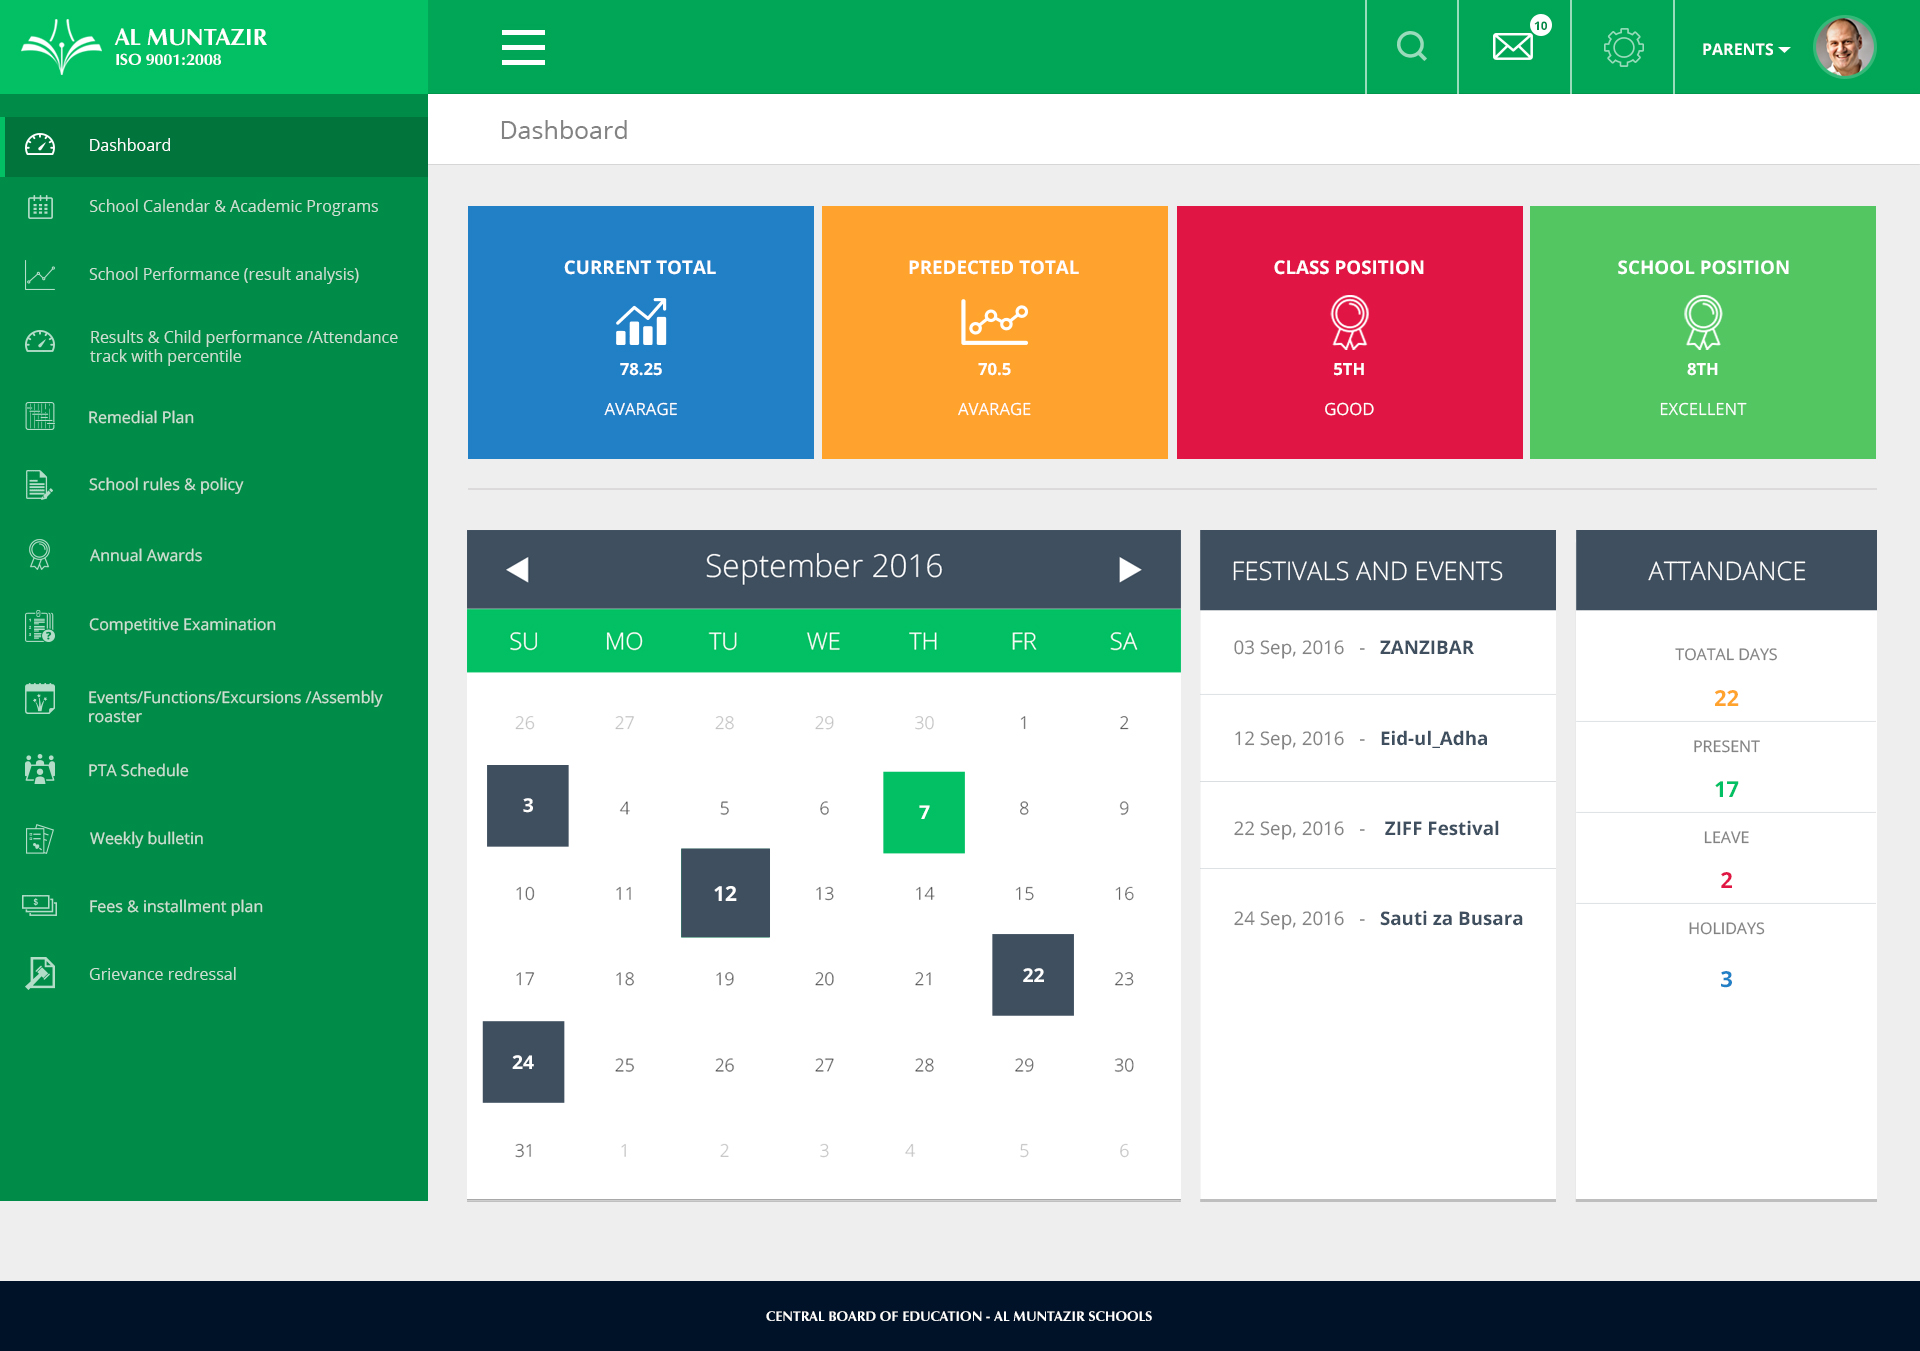 AL MUNTAZIR
ISO 9001:2008
10
PARENTS
Dashboard
School Calendar & Academic Programs
School Performance (result analysis)
Results & Child performance /Attendance
track with percentile
Remedial Plan
School rules & policy
Annual Awards
Competitive Examination
Events/Functions/Excursions /Assembly
roaster
PTA Schedule
Weekly bulletin
Fees & installment plan
Grievance redressal
Dashboard
CURRENT TOTAL
78.25
AVARAGE
PREDECTED TOTAL
70.5
AVARAGE
CLASS POSITION
5TH
GOOD
SCHOOL POSITION
8TH
EXCELLENT
September 2016
SU MO TU WE TH FR SA
26 27 28 29 30 1 2
3 4 5 6 7 8 9
10 11 12 13 14 15 16
17 18 19 20 21 22 23
24 25 26 27 28 29 30
31 1 2 3 4 5 6
FESTIVALS AND EVENTS
03 Sep, 2016 - ZANZIBAR
12 Sep, 2016 - Eid-ul_Adha
22 Sep, 2016 - ZIFF Festival
24 Sep, 2016 - Sauti za Busara
ATTANDANCE
TOATAL DAYS
22
PRESENT
17
LEAVE
2
HOLIDAYS
3
CENTRAL BOARD OF EDUCATION - AL MUNTAZIR SCHOOLS